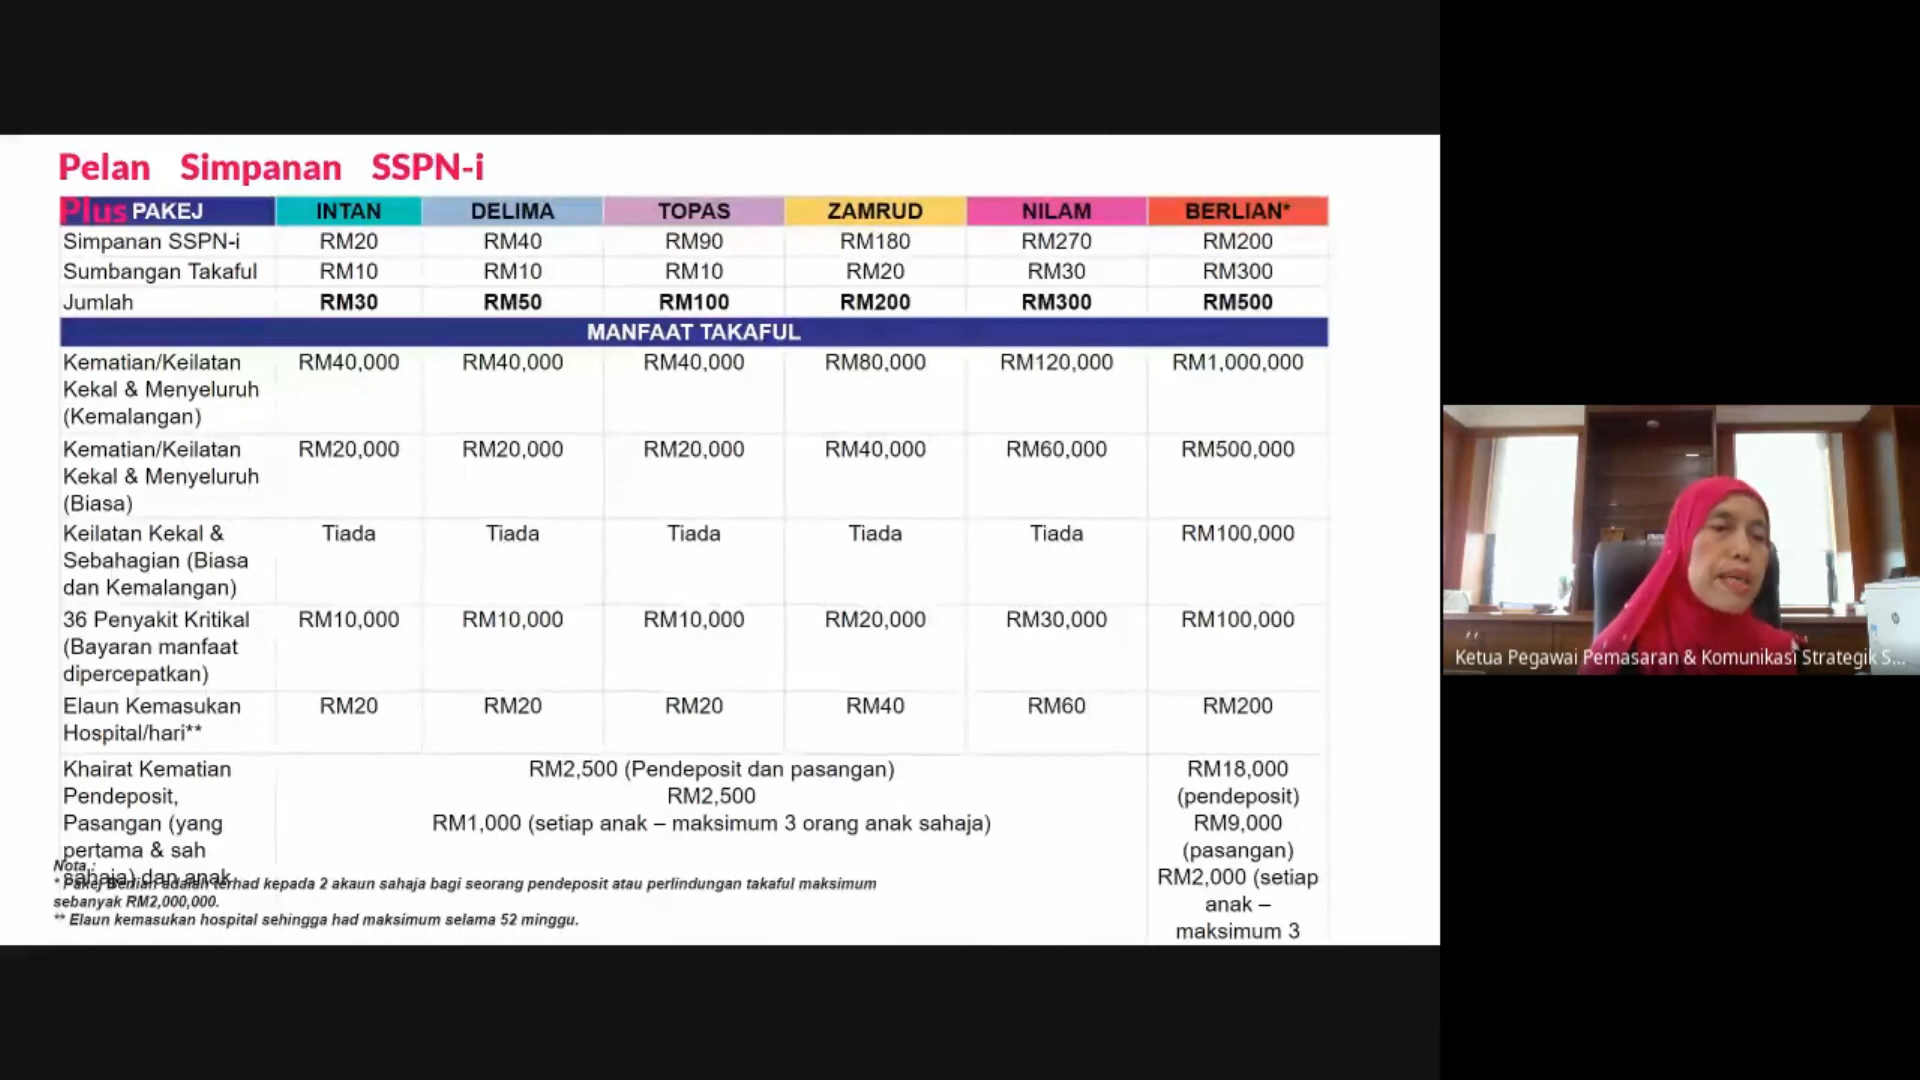 Pelan Simpanan SSPN-i
Plus PAKEJ INTAN DELIMA TOPAS ZAMRUD NILAM BERLIAN*
Simpanan SSPN-i RM20 RM40 RM90 RM180 RM270 RM200
Sumbangan Takaful RM10 RM10 RM10 RM20 RM30 RM300
Jumlah RM30 RM50 RM100 RM200 RM300 RM500
MANFAAT TAKAFUL
Kematian/Keilatan RM40,000 RM40,000 RM40,000 RM80,000 RM120,000 RM1,000,000
Kekal & Menyeluruh
(Kemalangan)
Kematian/Keilatan RM20,000 RM20,000 RM20,000 RM40,000 RM60,000 RM500,000
Kekal & Menyeluruh
(Biasa)
Keilatan Kekal & Tiada Tiada Tiada Tiada Tiada RM100,000
Sebahagian (Biasa
dan Kemalangan)
36 Penyakit Kritikal RM10,000 RM10,000 RM10,000 RM20,000 RM30,000 RM100,000
(Bayaran manfaat
dipercepatkan)
Elaun Kemasukan RM20 RM20 RM20 RM40 RM60 RM200
Hospital/hari**
Khairat Kematian RM2,500 (Pendeposit dan pasangan) RM18,000
Pendeposit, RM2,500 (pendeposit)
Pasangan (yang RM1,000 (setiap anak – maksimum 3 orang anak sahaja) RM9,000
pertama & sah (pasangan)
sahaja) dan anak RM2,000 (setiap
anak –
maksimum 3
Nota :
* Pakej Berlian adalah terhad kepada 2 akaun sahaja bagi seorang pendeposit atau perlindungan takaful maksimum
sebanyak RM2,000,000.
** Elaun kemasukan hospital sehingga had maksimum selama 52 minggu.
Ketua Pegawai Pemasaran & Komunikasi Strategik S...